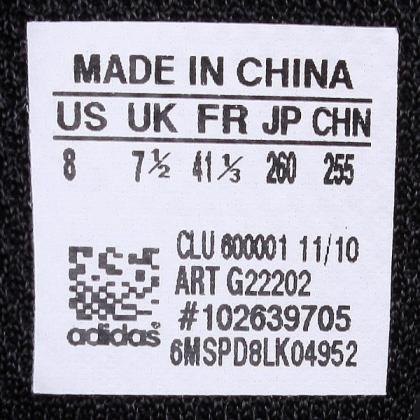 MADE IN CHINA
US UK FR JP CHN
8 7½ 41⅓ 260 255
CLU 600001 11/10
ART G22202
#102639705
adidas®
6MSPD8LK04952